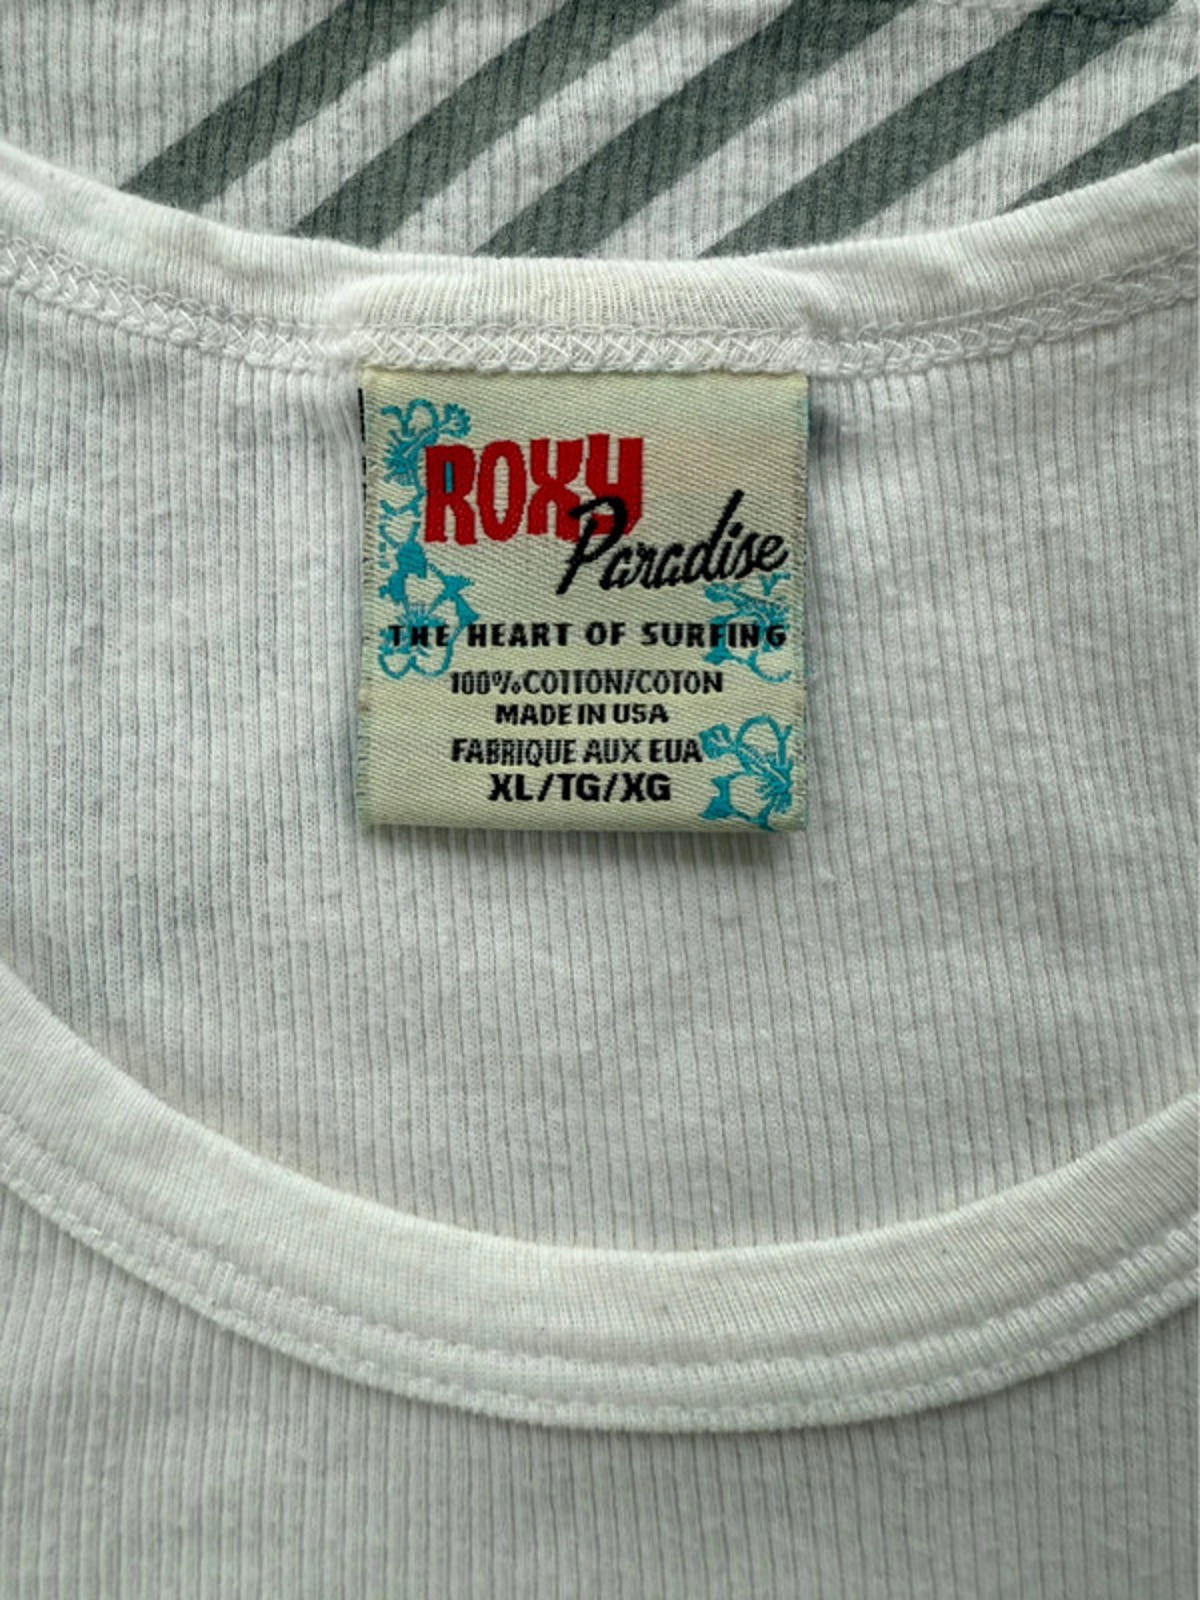 ROXY
Paradise
THE HEART OF SURFING
100% COTTON/COTON
MADE IN USA
FABRIQUE AUX EUA
XL/TG/XG